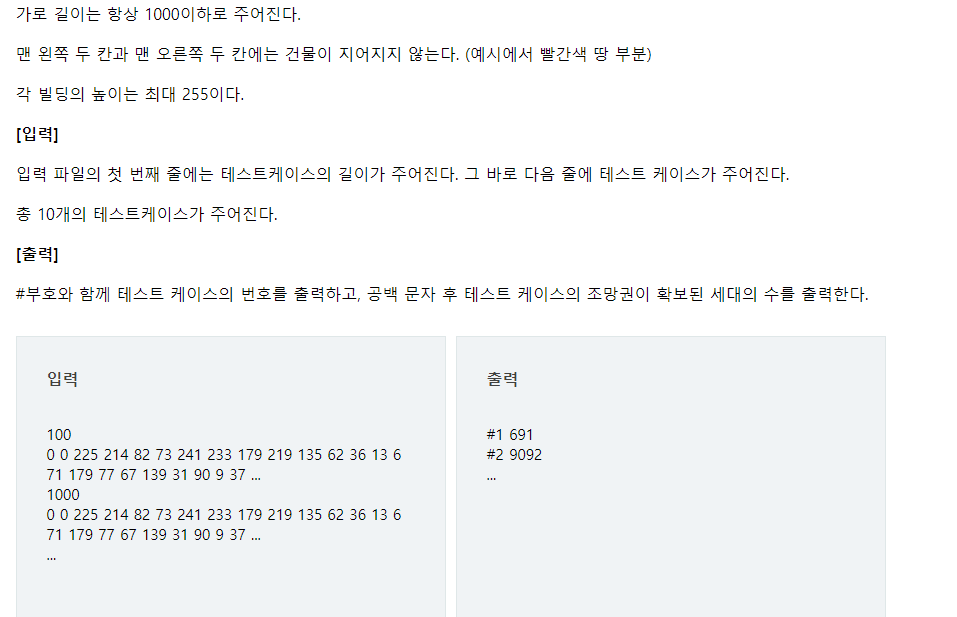 가로 길이는 항상 1000이하로 주어진다.
맨 왼쪽 두 칸과 맨 오른쪽 두 칸에는 건물이 지어지지 않는다. (예시에서 빨간색 땅 부분)
각 빌딩의 높이는 최대 255이다.
[입력]
입력 파일의 첫 번째 줄에는 테스트케이스의 길이가 주어진다. 그 바로 다음 줄에 테스트 케이스가 주어진다.
총 10개의 테스트케이스가 주어진다.
[출력]
#부호와 함께 테스트 케이스의 번호를 출력하고, 공백 문자 후 테스트 케이스의 조망권이 확보된 세대의 수를 출력한다.
입력
100
0 0 225 214 82 73 241 233 179 219 135 62 36 13 6
71 179 77 67 139 31 90 9 37 ...
1000
0 0 225 214 82 73 241 233 179 219 135 62 36 13 6
71 179 77 67 139 31 90 9 37 ...
...
출력
#1 691
#2 9092
...